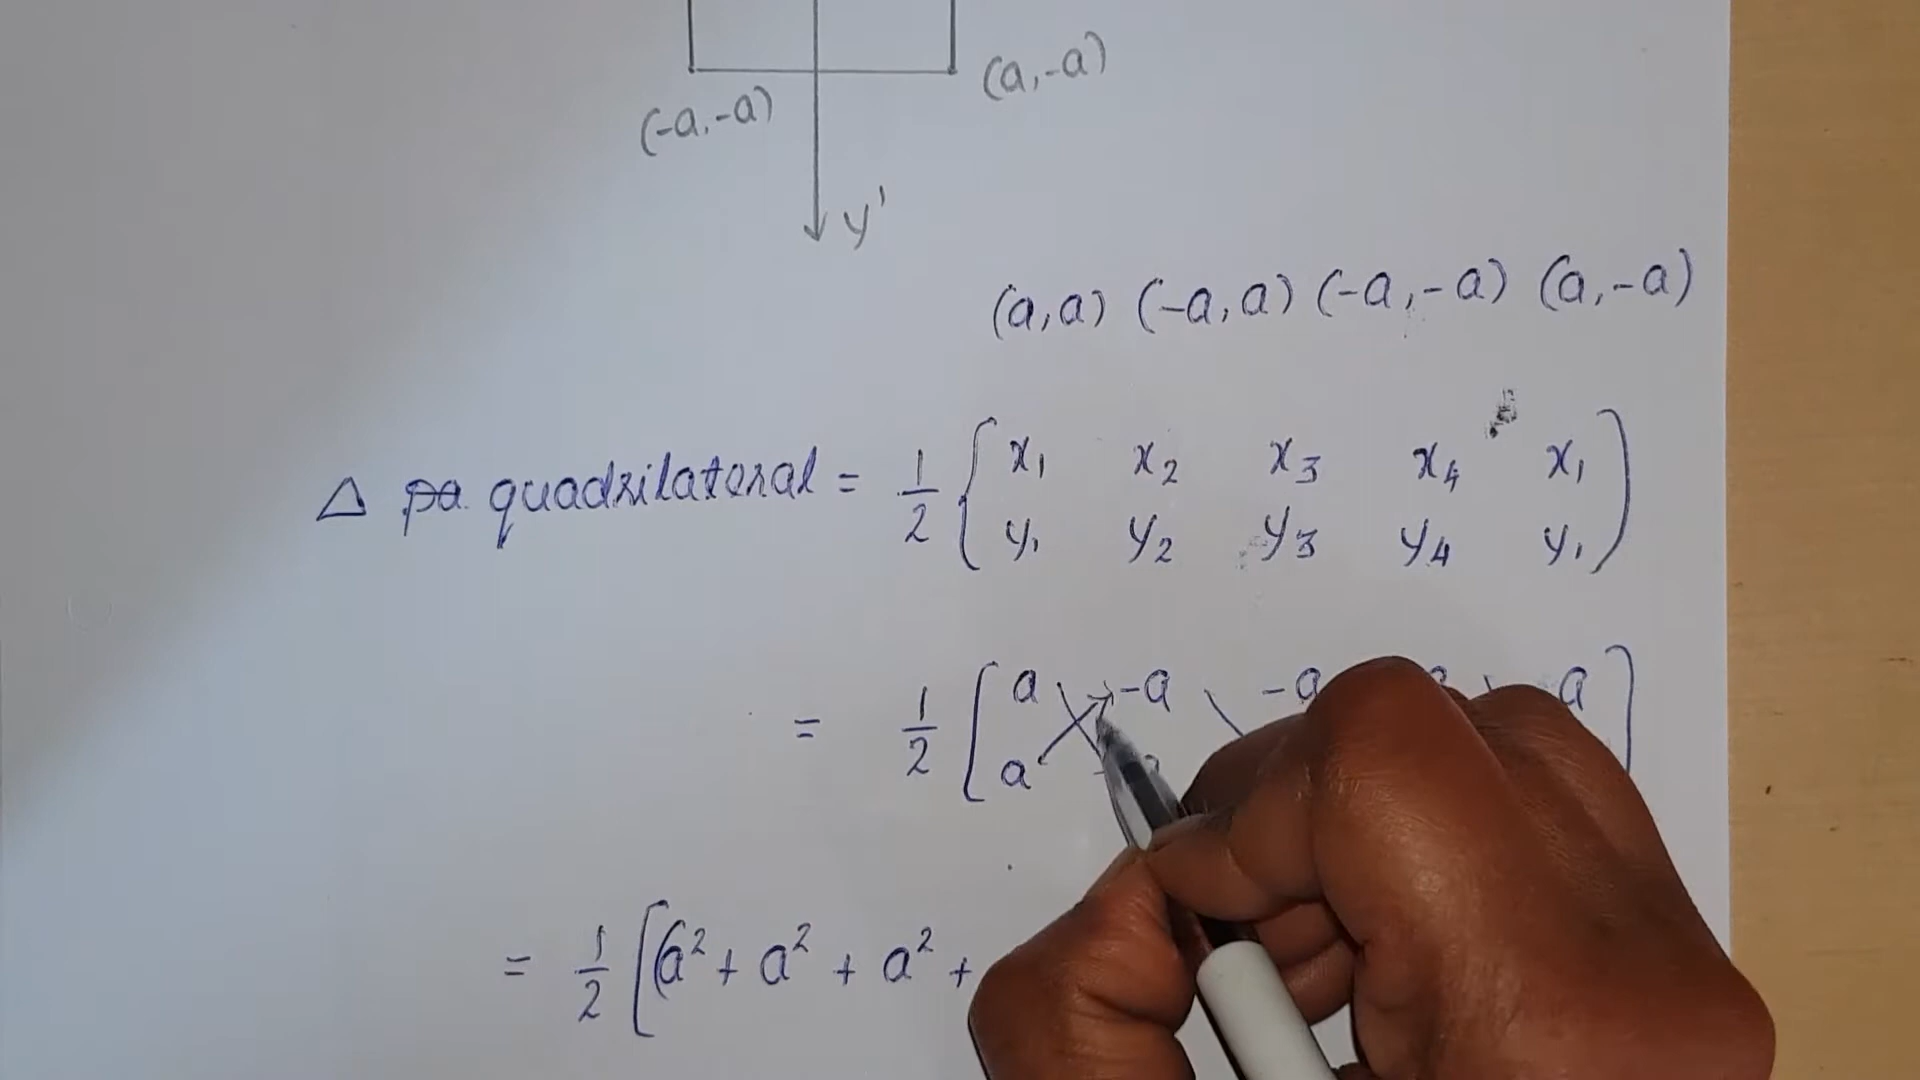 (a,-a)
(-a,-a)
y'
(a,a) (-a,a) (-a,-a) (a,-a)
x₁ x₂ x₃ x₄ x₁
△ quadrilateral = 1/2
y₁ y₂ y₃ y₄ y₁
a -a -a a
= 1/2
a
= 1/2 [(a² + a² + a² +